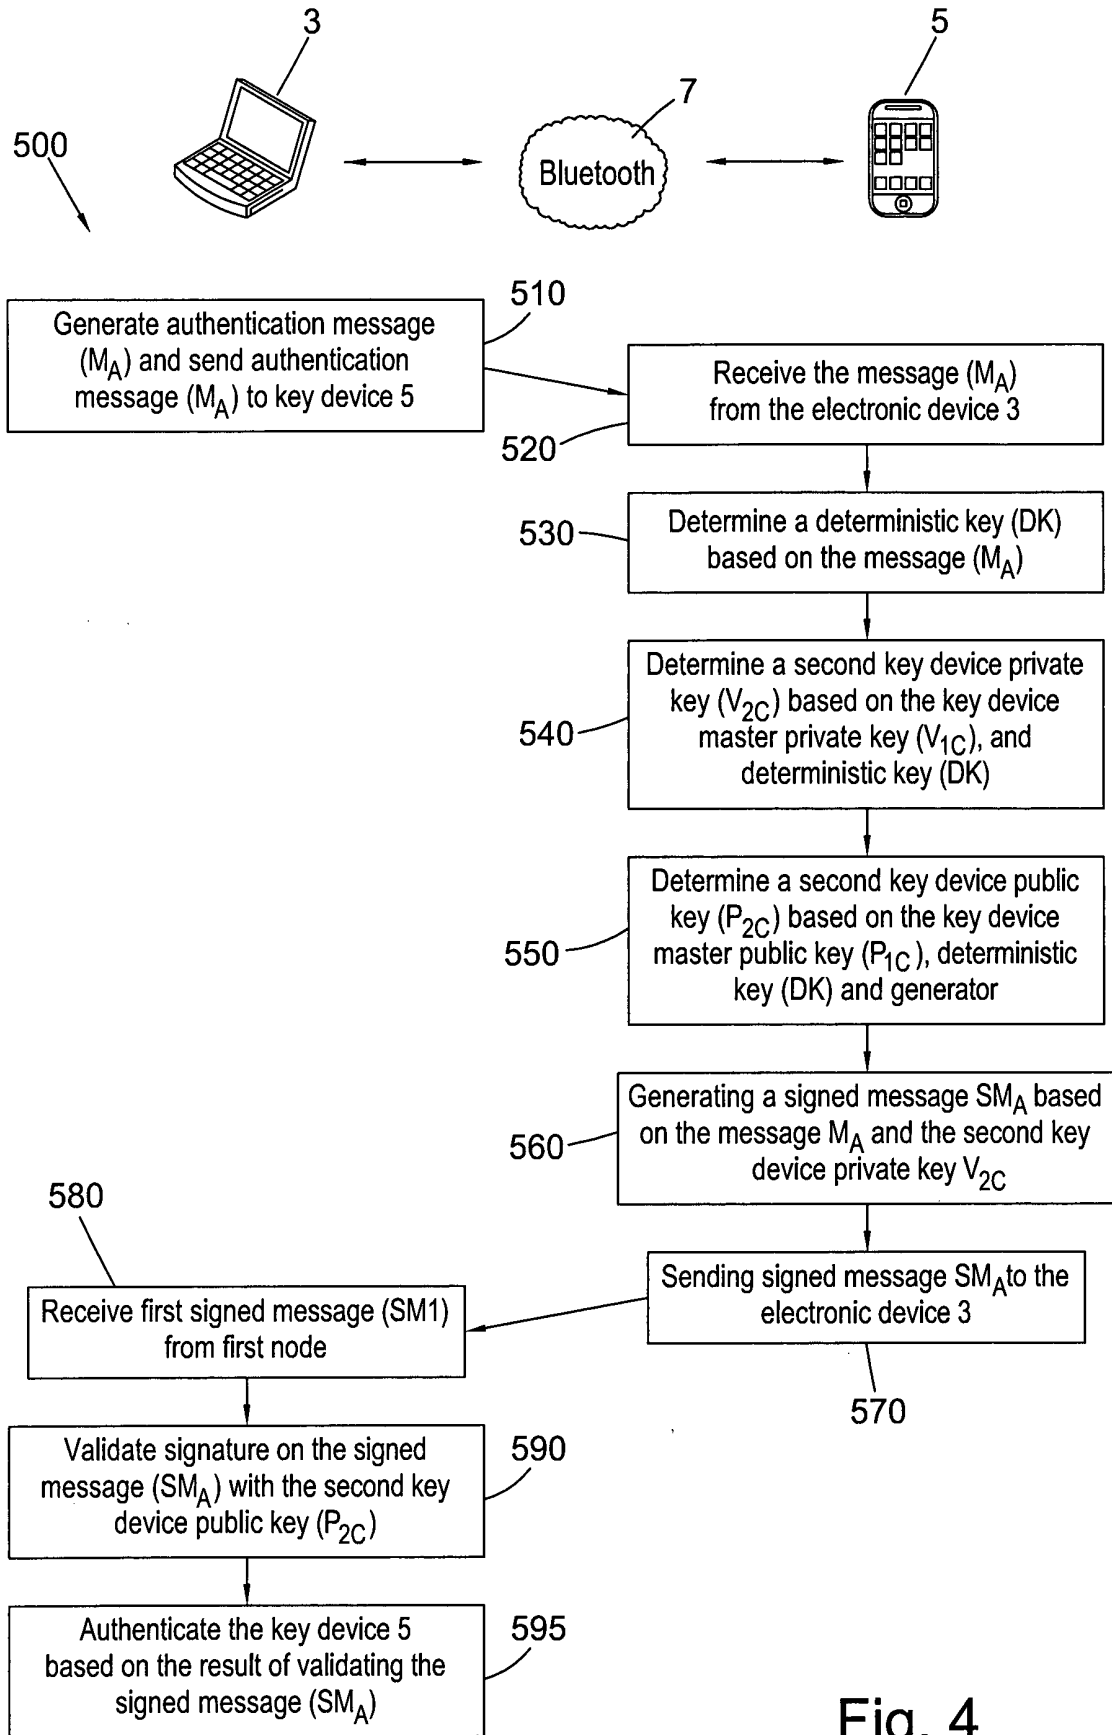 3
5
7
500
Bluetooth
510
Generate authentication message
(MA) and send authentication
message (MA) to key device 5
Receive the message (MA)
from the electronic device 3
520
530
Determine a deterministic key (DK)
based on the message (MA)
Determine a second key device private
key (V2C) based on the key device
master private key (V1C), and
deterministic key (DK)
540
Determine a second key device public
key (P2C) based on the key device
master public key (P1C), deterministic
key (DK) and generator
550
Generating a signed message SMA based
on the message MA and the second key
device private key V2C
560
580
Sending signed message SMA to the
electronic device 3
570
Receive first signed message (SM1)
from first node
Validate signature on the signed
message (SMA) with the second key
device public key (P2C)
590
Authenticate the key device 5
based on the result of validating the
signed message (SMA)
595
Fig. 4